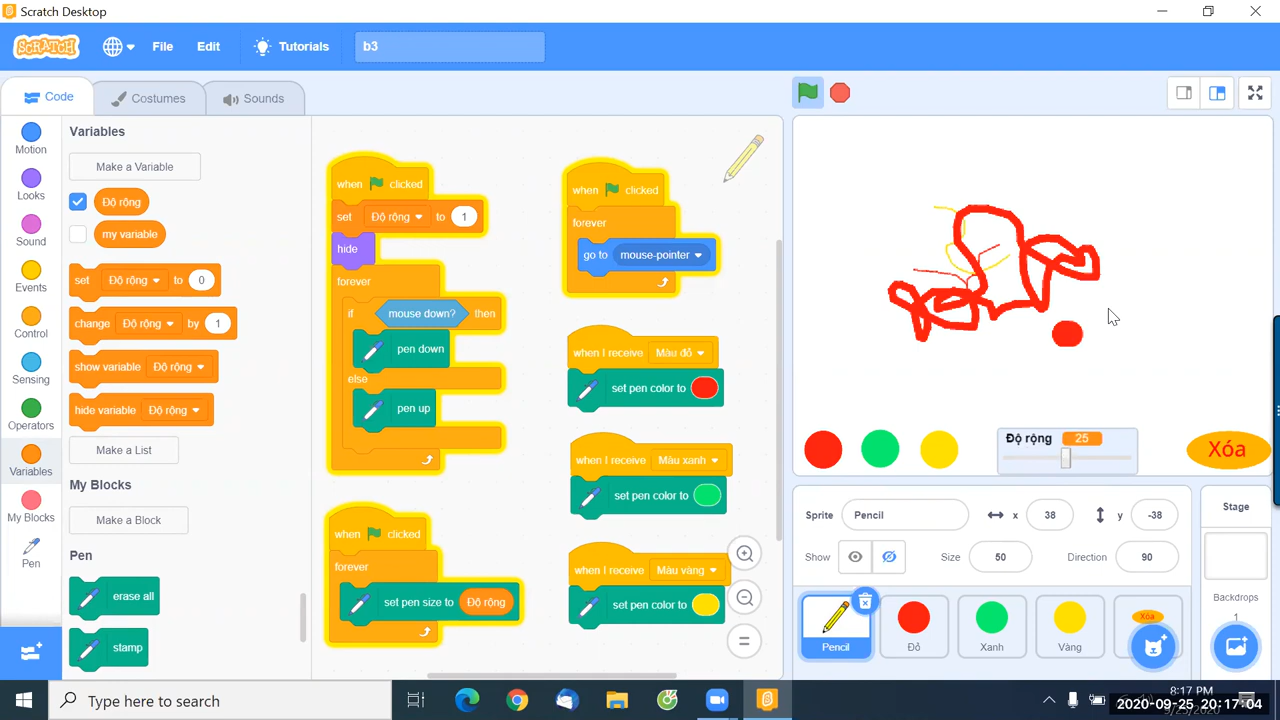 Scratch Desktop
SCRATCH
File
Edit
Tutorials
b3
Code
Costumes
Sounds
Motion
Looks
Sound
Events
Control
Sensing
Operators
Variables
My Blocks
Pen
Variables
Make a Variable
Độ rộng
my variable
set Độ rộng to 0
change Độ rộng by 1
show variable Độ rộng
hide variable Độ rộng
Make a List
My Blocks
Make a Block
Pen
erase all
stamp
when clicked
set Độ rộng to 1
hide
forever
if mouse down? then
pen down
else
pen up
when clicked
forever
set pen size to Độ rộng
when clicked
forever
go to mouse-pointer
when I receive Màu đỏ
set pen color to
when I receive Màu xanh
set pen color to
when I receive Màu vàng
set pen color to
Độ rộng 25
Xóa
Sprite Pencil x 38 y -38
Show Size 50 Direction 90
Pencil
Đỏ
Xanh
Vàng
Xóa
Stage
Backdrops
1
Type here to search
8:17 PM
2020-09-25 20:17:04